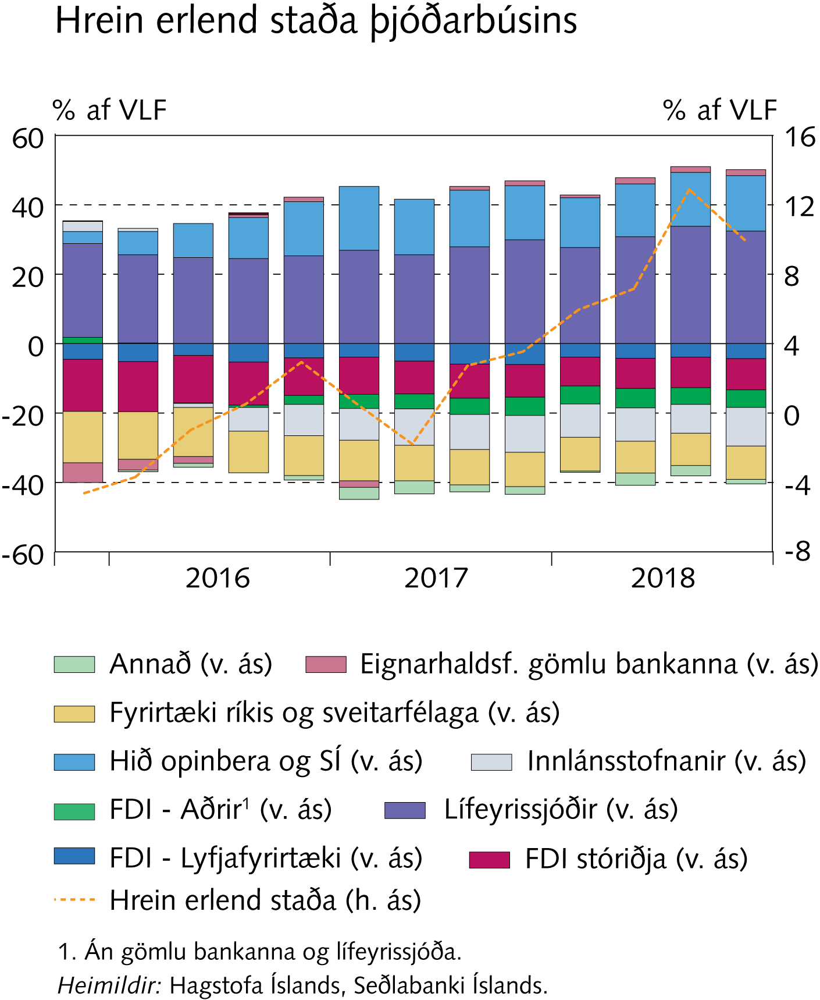 Hrein erlend staða þjóðarbúsins
% af VLF % af VLF
60 16
40 12
20 8
0 4
-20 0
-40 -4
-60 -8
2016 2017 2018
Annað (v. ás) Eignarhaldsf. gömlu bankanna (v. ás)
Fyrirtæki ríkis og sveitarfélaga (v. ás)
Hið opinbera og SÍ (v. ás) Innlánsstofnanir (v. ás)
FDI - Aðrir¹ (v. ás) Lífeyrissjóðir (v. ás)
FDI - Lyfjafyrirtæki (v. ás) FDI stóriðja (v. ás)
Hrein erlend staða (h. ás)
1. Án gömlu bankanna og lífeyrissjóða.
Heimildir: Hagstofa Íslands, Seðlabanki Íslands.